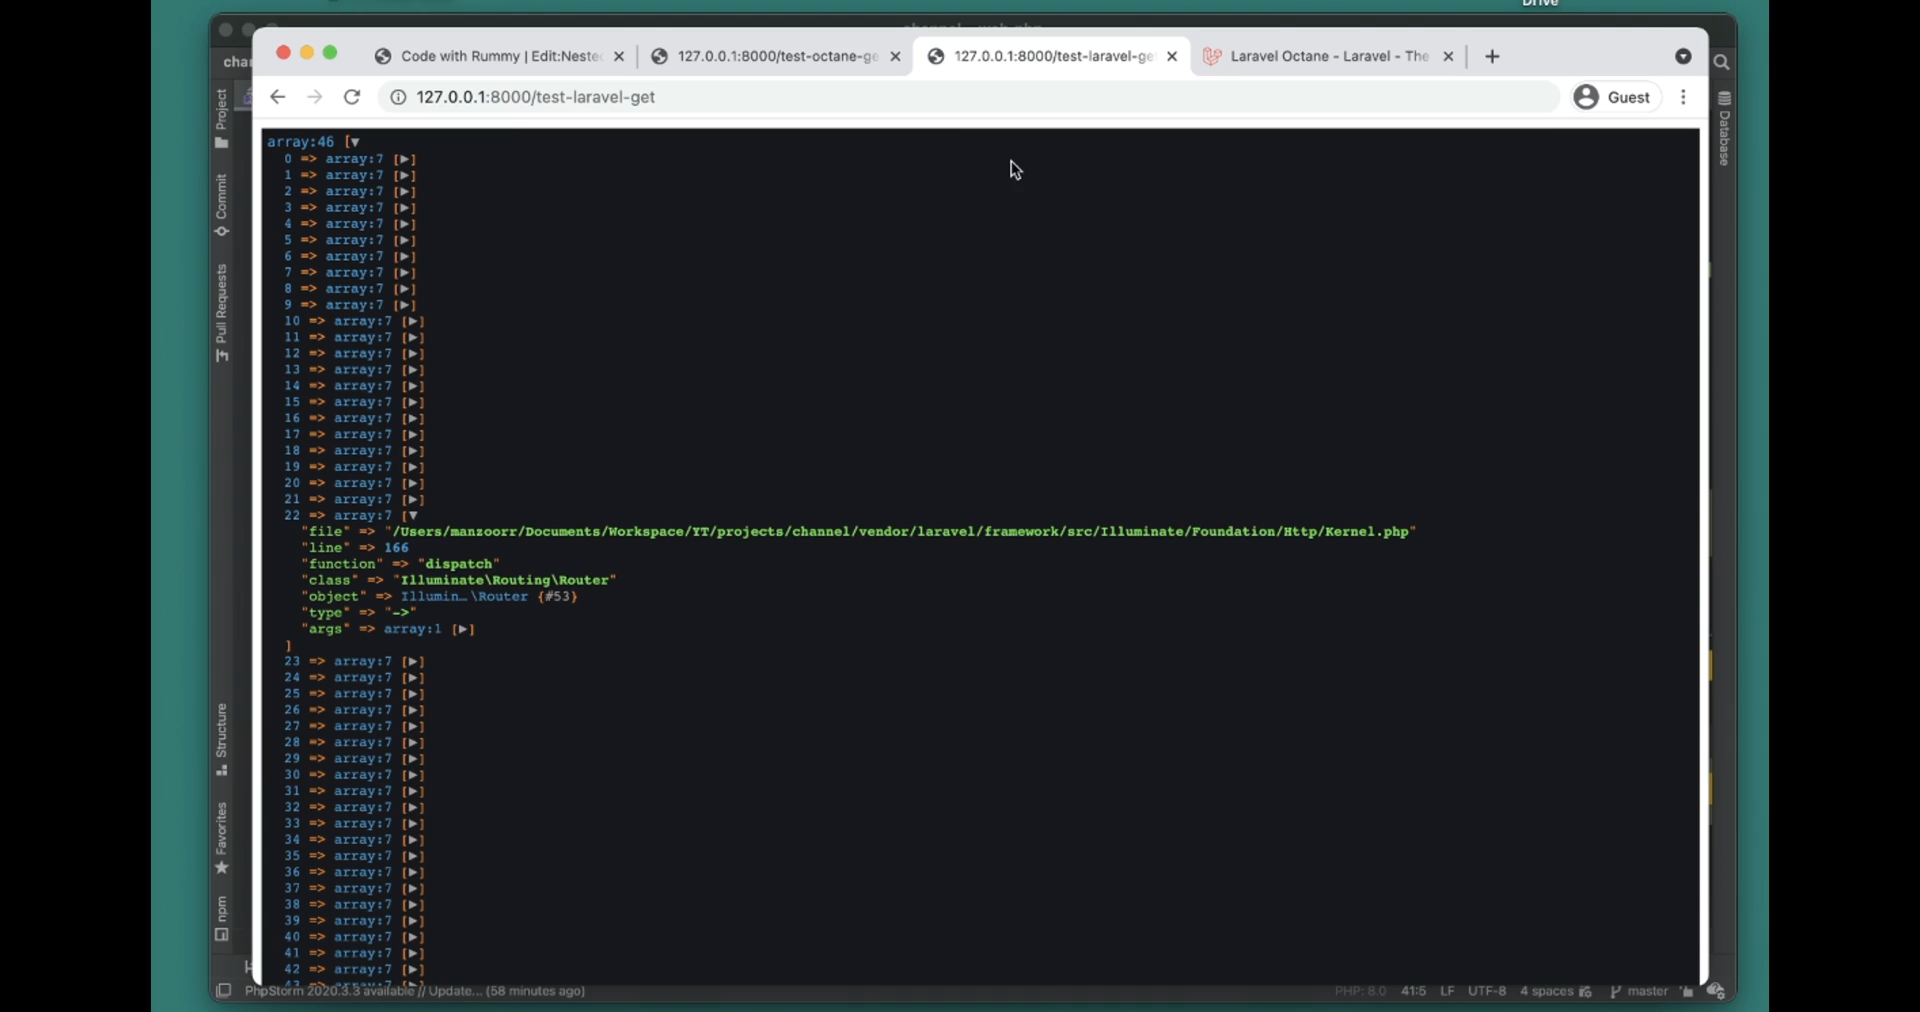 Drive
Code with Rummy | Edit:Neste
127.0.0.1:8000/test-octane-ge
127.0.0.1:8000/test-laravel-ge
Laravel Octane - Laravel - The
127.0.0.1:8000/test-laravel-get
Guest
Project
Commit
Pull Requests
Structure
Favorites
npm
Database
array:46 [▼
0 => array:7 [▶]
1 => array:7 [▶]
2 => array:7 [▶]
3 => array:7 [▶]
4 => array:7 [▶]
5 => array:7 [▶]
6 => array:7 [▶]
7 => array:7 [▶]
8 => array:7 [▶]
9 => array:7 [▶]
10 => array:7 [▶]
11 => array:7 [▶]
12 => array:7 [▶]
13 => array:7 [▶]
14 => array:7 [▶]
15 => array:7 [▶]
16 => array:7 [▶]
17 => array:7 [▶]
18 => array:7 [▶]
19 => array:7 [▶]
20 => array:7 [▶]
21 => array:7 [▶]
22 => array:7 [▼
"file" => "/Users/manzoorr/Documents/Workspace/YT/projects/channel/vendor/laravel/framework/src/Illuminate/Foundation/Http/Kernel.php"
"line" => 166
"function" => "dispatch"
"class" => "Illuminate\Routing\Router"
"object" => Illumin…\Router {#53}
"type" => "->"
"args" => array:1 [▶]
]
23 => array:7 [▶]
24 => array:7 [▶]
25 => array:7 [▶]
26 => array:7 [▶]
27 => array:7 [▶]
28 => array:7 [▶]
29 => array:7 [▶]
30 => array:7 [▶]
31 => array:7 [▶]
32 => array:7 [▶]
33 => array:7 [▶]
34 => array:7 [▶]
35 => array:7 [▶]
36 => array:7 [▶]
37 => array:7 [▶]
38 => array:7 [▶]
39 => array:7 [▶]
40 => array:7 [▶]
41 => array:7 [▶]
42 => array:7 [▶]
PhpStorm 2020.3.3 available // Update... (58 minutes ago)
PHP: 8.0 41:5 LF UTF-8 4 spaces master